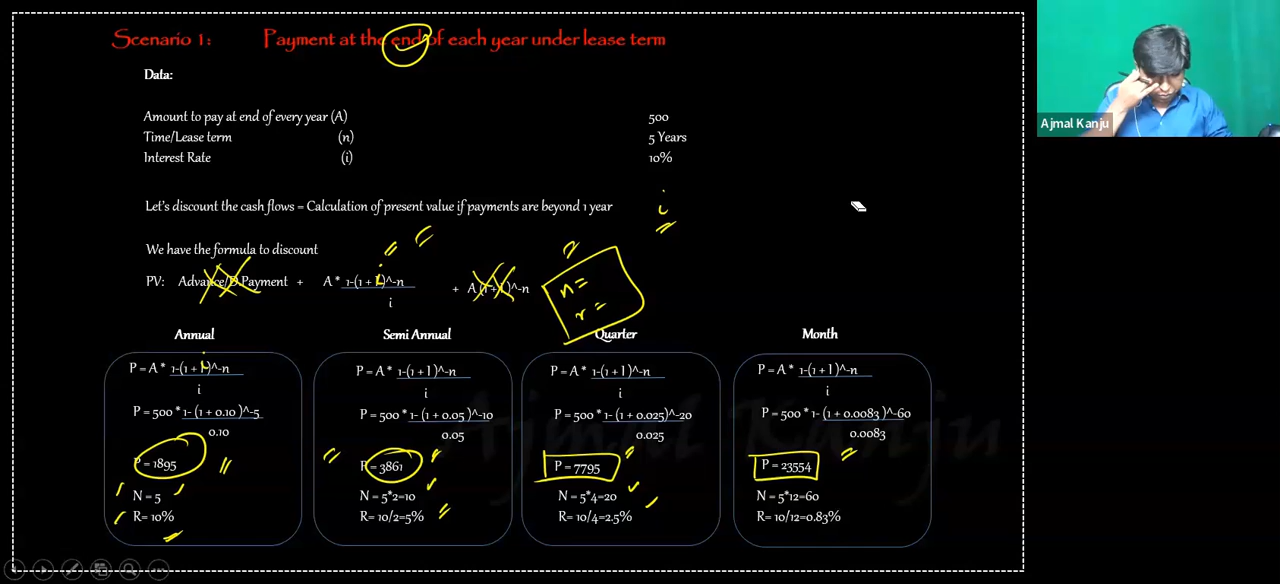 Scenario 1: Payment at the end of each year under lease term
Data:
Amount to pay at end of every year (A) 500
Time/Lease term (n) 5 Years
Interest Rate (i) 10%
Let's discount the cash flows = Calculation of present value if payments are beyond 1 year
i
We have the formula to discount
PV: Advance/D.Payment + A * 1-(1 + i)^-n + A (1+1)^-n
i
n =
r =
Annual Semi Annual Quarter Month
P = A * 1-(1 + i)^-n P = A * 1-(1 + 1)^-n P = A * 1-(1 + 1)^-n P = A * 1-(1 + 1)^-n
i i i i
P = 500 * 1- (1 + 0.10 )^-5 P = 500 * 1- (1 + 0.05 )^-10 P = 500 * 1- (1 + 0.025)^-20 P = 500 * 1- (1 + 0.0083 )^-60
0.10 0.05 0.025 0.0083
P = 1895 P = 3861 P = 7795 P = 23554
N = 5 N = 5*2=10 N = 5*4=20 N = 5*12=60
R= 10% R= 10/2=5% R= 10/4=2.5% R= 10/12=0.83%
Ajmal Kanju
Ajmal Kanju